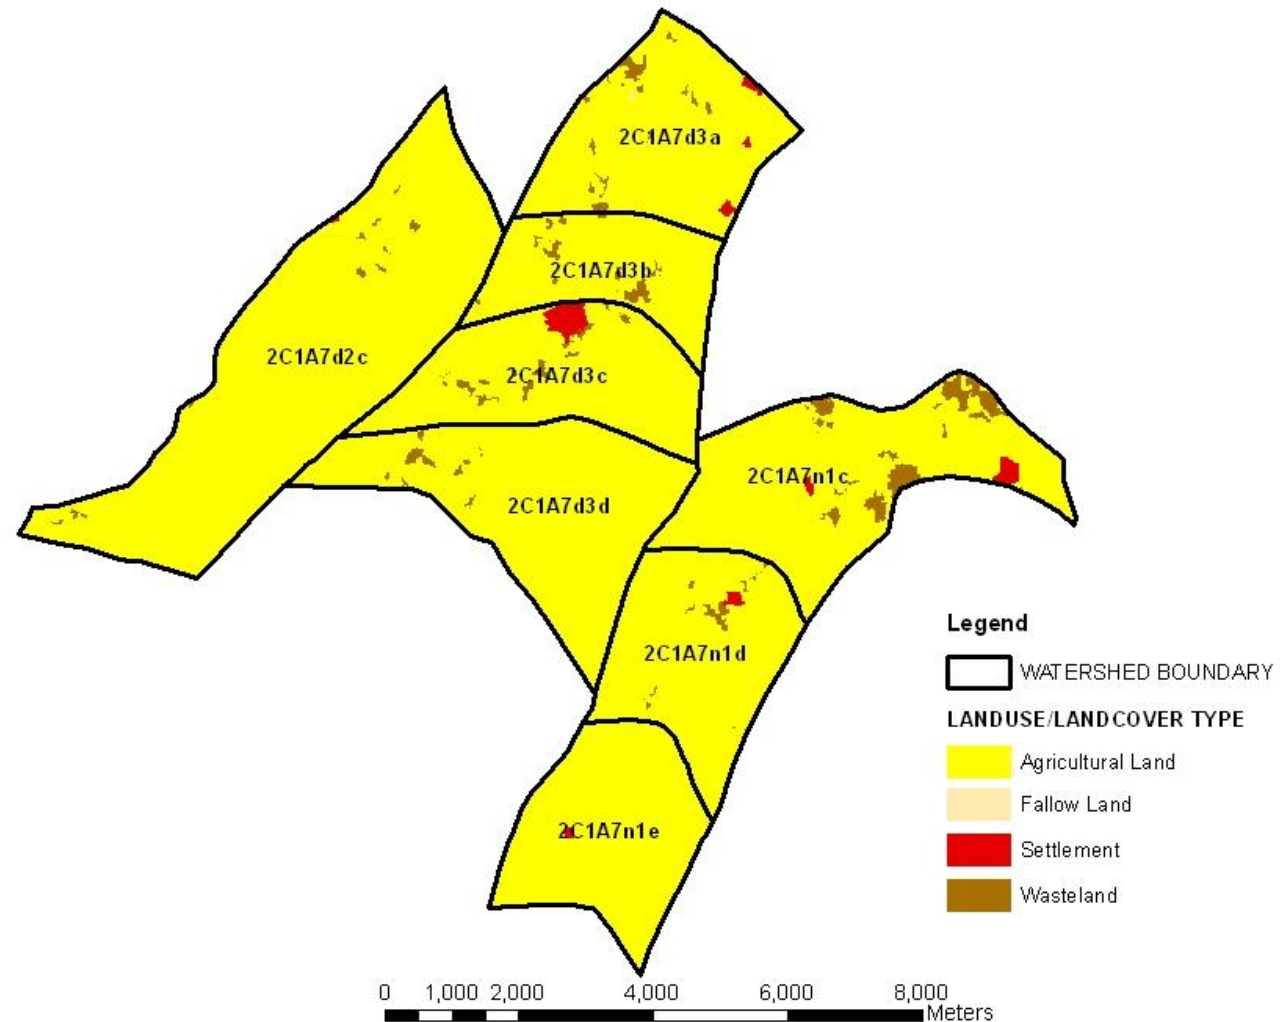 2C1A7d3a
2C1A7d3b
2C1A7d2c
2C1A7d3c
2C1A7n1c
2C1A7d3d
2C1A7n1d
2C1A7n1e
Legend
WATERSHED BOUNDARY
LANDUSE/LANDCOVER TYPE
Agricultural Land
Fallow Land
Settlement
Wasteland
0 1,000 2,000 4,000 6,000 8,000
Meters